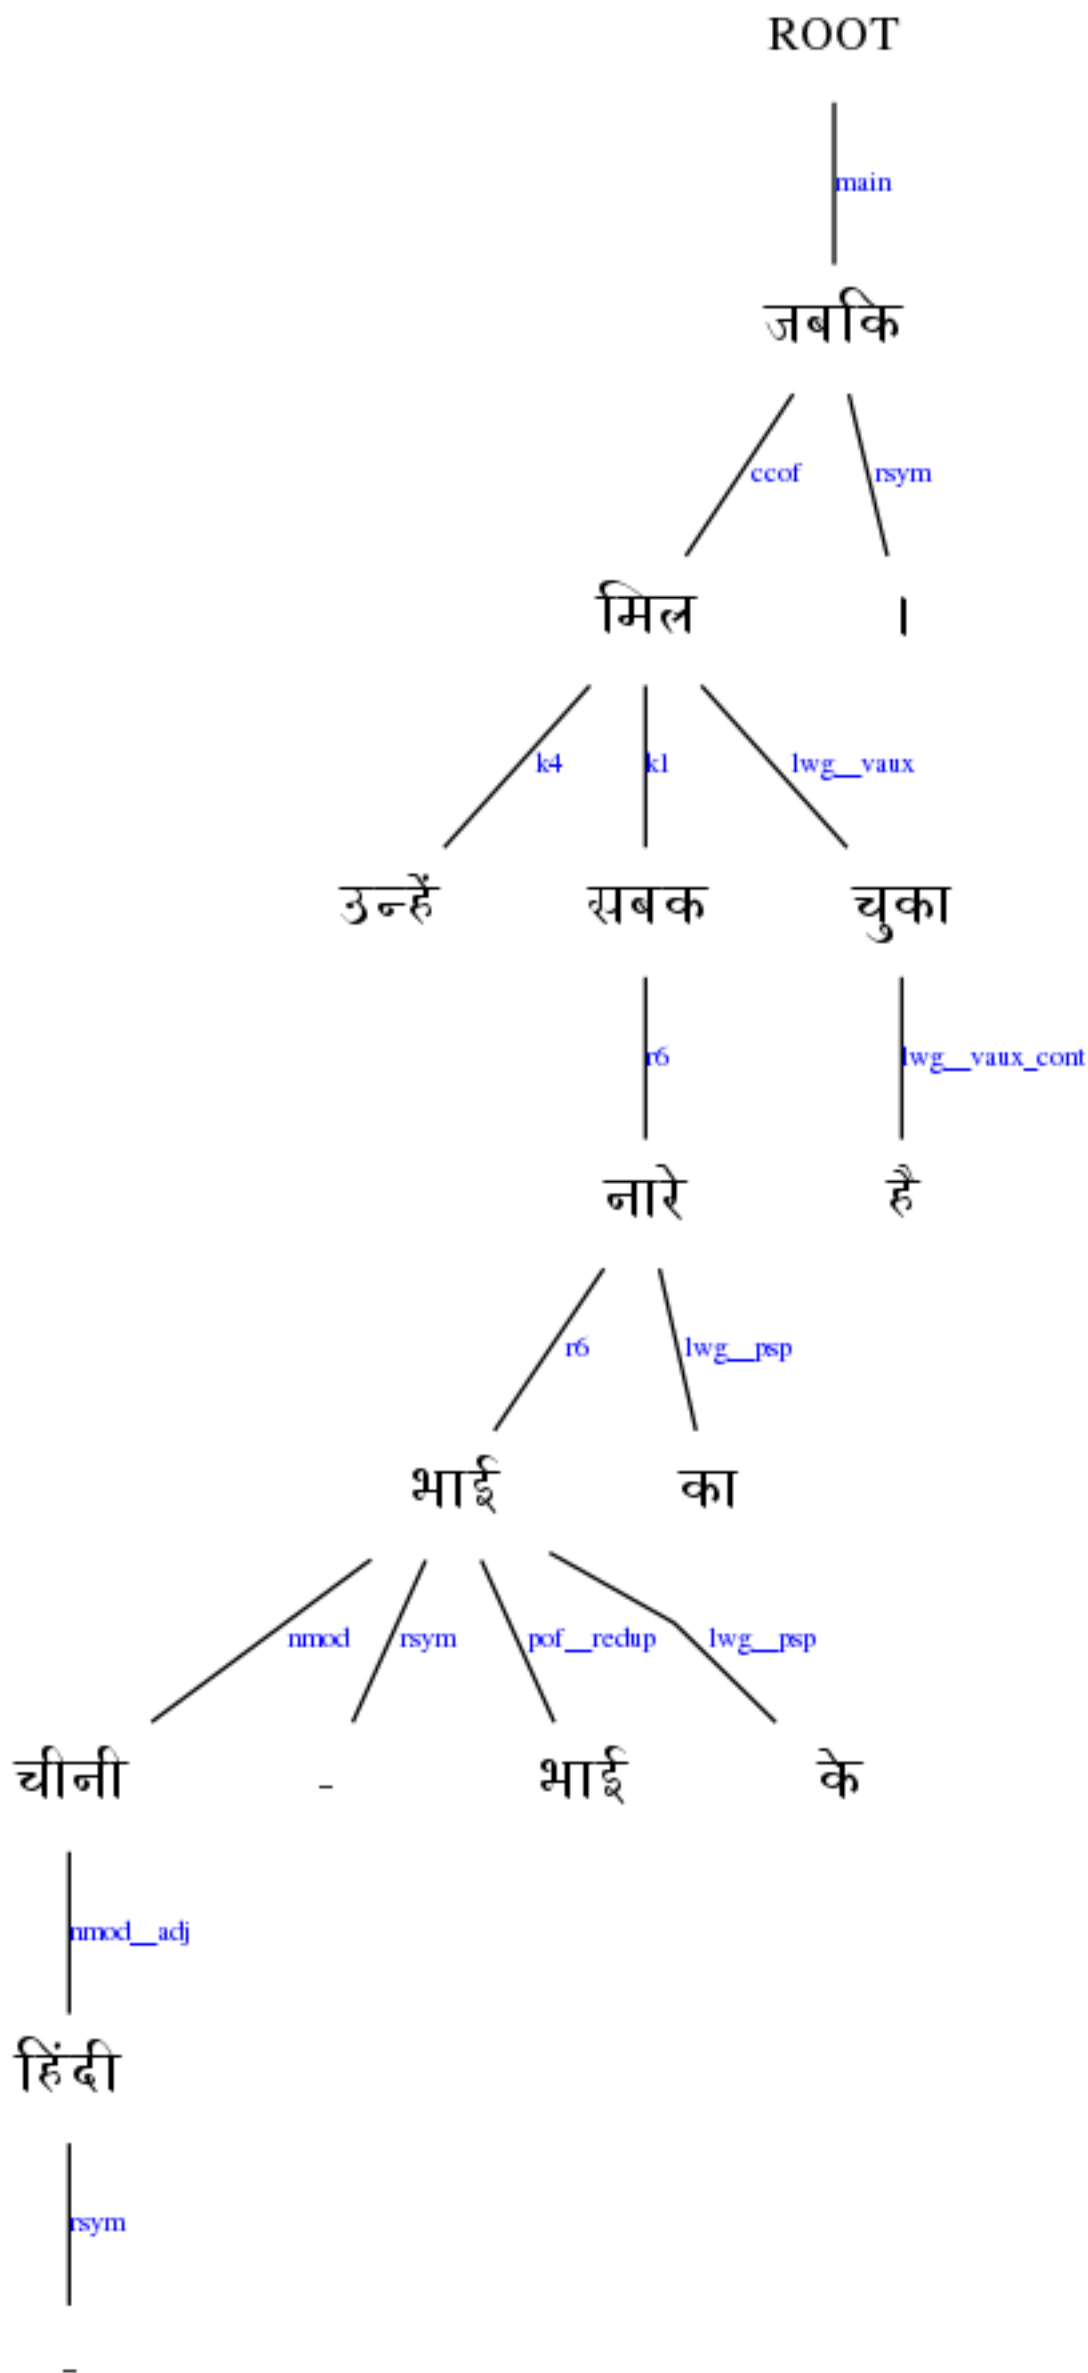 ROOT
main
जबकि
ccof rsym
मिल ।
k4 k1 lwg__vaux
उन्हें सबक चुका
r6 lwg__vaux_cont
नारे है
r6 lwg__psp
भाई का
nmod rsym pof__redup lwg__psp
चीनी - भाई के
nmod__adj
हिंदी
rsym
-